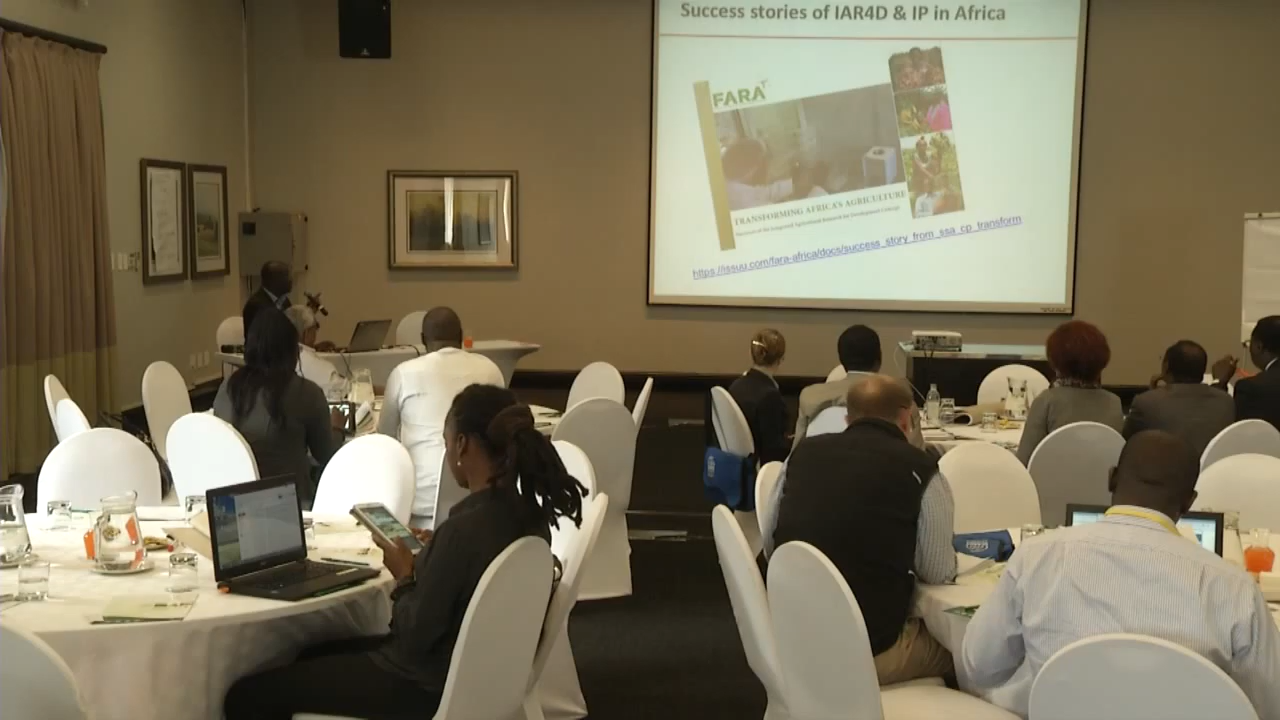 Success stories of IAR4D & IP in Africa
FARA
TRANSFORMING AFRICA'S AGRICULTURE
https://issuu.com/fara-africa/docs/success_story_from_ssa_cp_transform